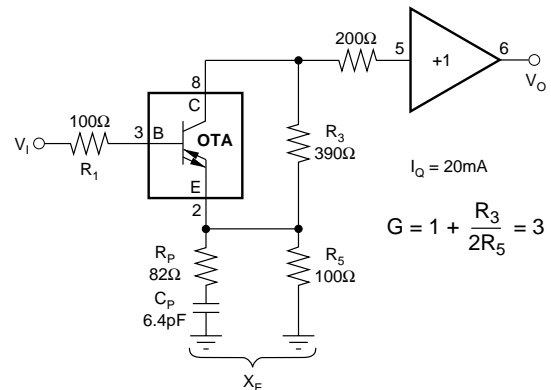 200Ω
5
+1
6
V_O
8
C
100Ω
3
B
OTA
V_I
R_1
R_3
390Ω
I_Q = 20mA
E
2
G = 1 + R_3 / 2R_5 = 3
R_P
82Ω
R_5
100Ω
C_P
6.4pF
X_E